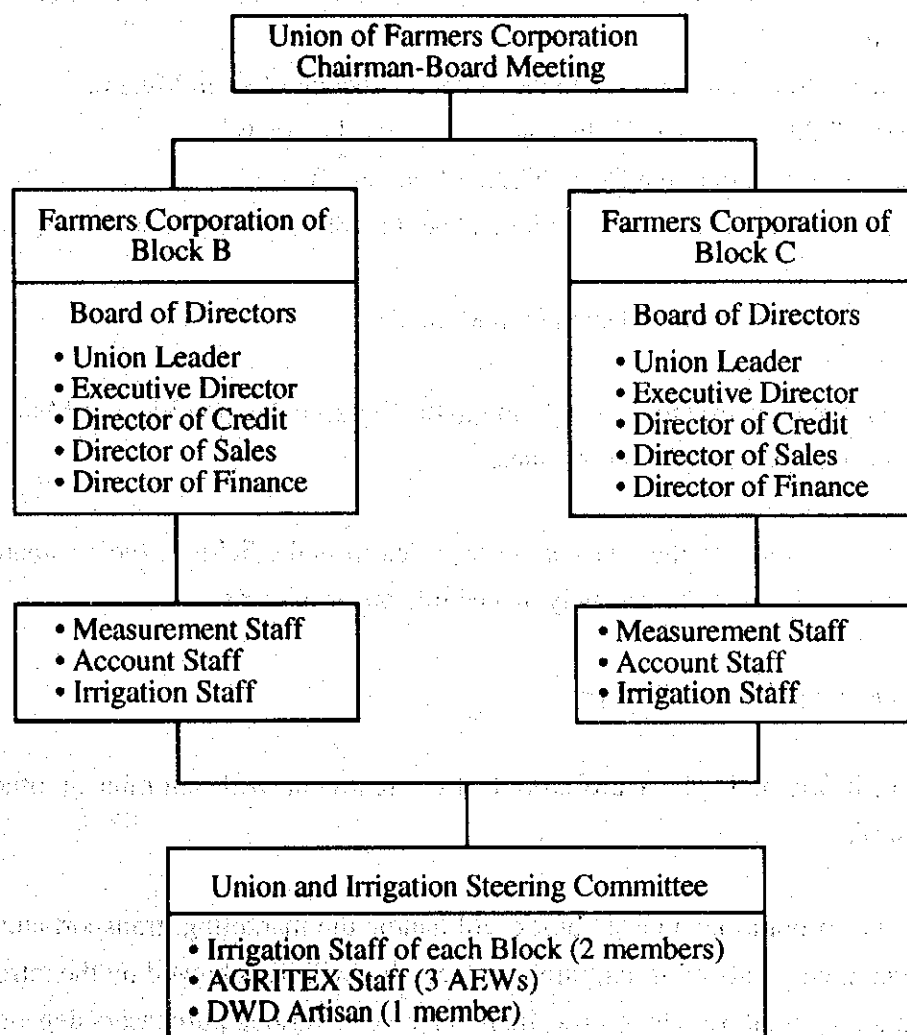 Union of Farmers Corporation
Chairman-Board Meeting
Farmers Corporation of
Block B
Board of Directors
• Union Leader
• Executive Director
• Director of Credit
• Director of Sales
• Director of Finance
Farmers Corporation of
Block C
Board of Directors
• Union Leader
• Executive Director
• Director of Credit
• Director of Sales
• Director of Finance
• Measurement Staff
• Account Staff
• Irrigation Staff
• Measurement Staff
• Account Staff
• Irrigation Staff
Union and Irrigation Steering Committee
• Irrigation Staff of each Block (2 members)
• AGRITEX Staff (3 AEWs)
• DWD Artisan (1 member)